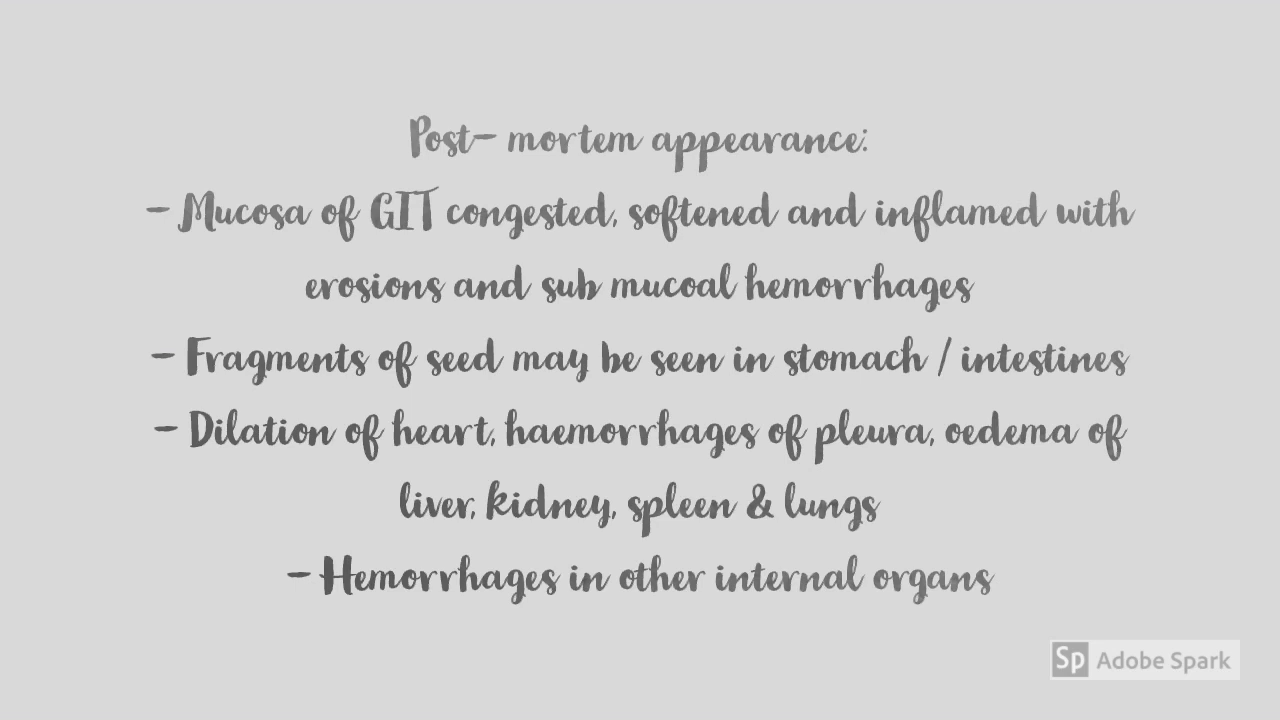 Post- mortem appearance:
- Mucosa of GIT congested, softened and inflamed with
erosions and sub mucoal hemorrhages
- Fragments of seed may be seen in stomach / intestines
- Dilation of heart, haemorrhages of pleura, oedema of
liver, kidney, spleen & lungs
- Hemorrhages in other internal organs
Sp Adobe Spark